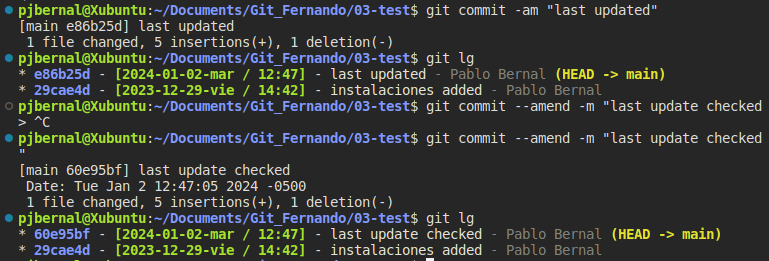 pjbernal@Xubuntu:~/Documents/Git_Fernando/03-test$ git commit -am "last updated"
[main e86b25d] last updated
 1 file changed, 5 insertions(+), 1 deletion(-)
pjbernal@Xubuntu:~/Documents/Git_Fernando/03-test$ git lg
* e86b25d - [2024-01-02-mar / 12:47] - last updated - Pablo Bernal (HEAD -> main)
* 29cae4d - [2023-12-29-vie / 14:42] - instalaciones added - Pablo Bernal
pjbernal@Xubuntu:~/Documents/Git_Fernando/03-test$ git commit --amend -m "last update checked
> ^C
pjbernal@Xubuntu:~/Documents/Git_Fernando/03-test$ git commit --amend -m "last update checked
"
[main 60e95bf] last update checked
 Date: Tue Jan 2 12:47:05 2024 -0500
 1 file changed, 5 insertions(+), 1 deletion(-)
pjbernal@Xubuntu:~/Documents/Git_Fernando/03-test$ git lg
* 60e95bf - [2024-01-02-mar / 12:47] - last update checked - Pablo Bernal (HEAD -> main)
* 29cae4d - [2023-12-29-vie / 14:42] - instalaciones added - Pablo Bernal